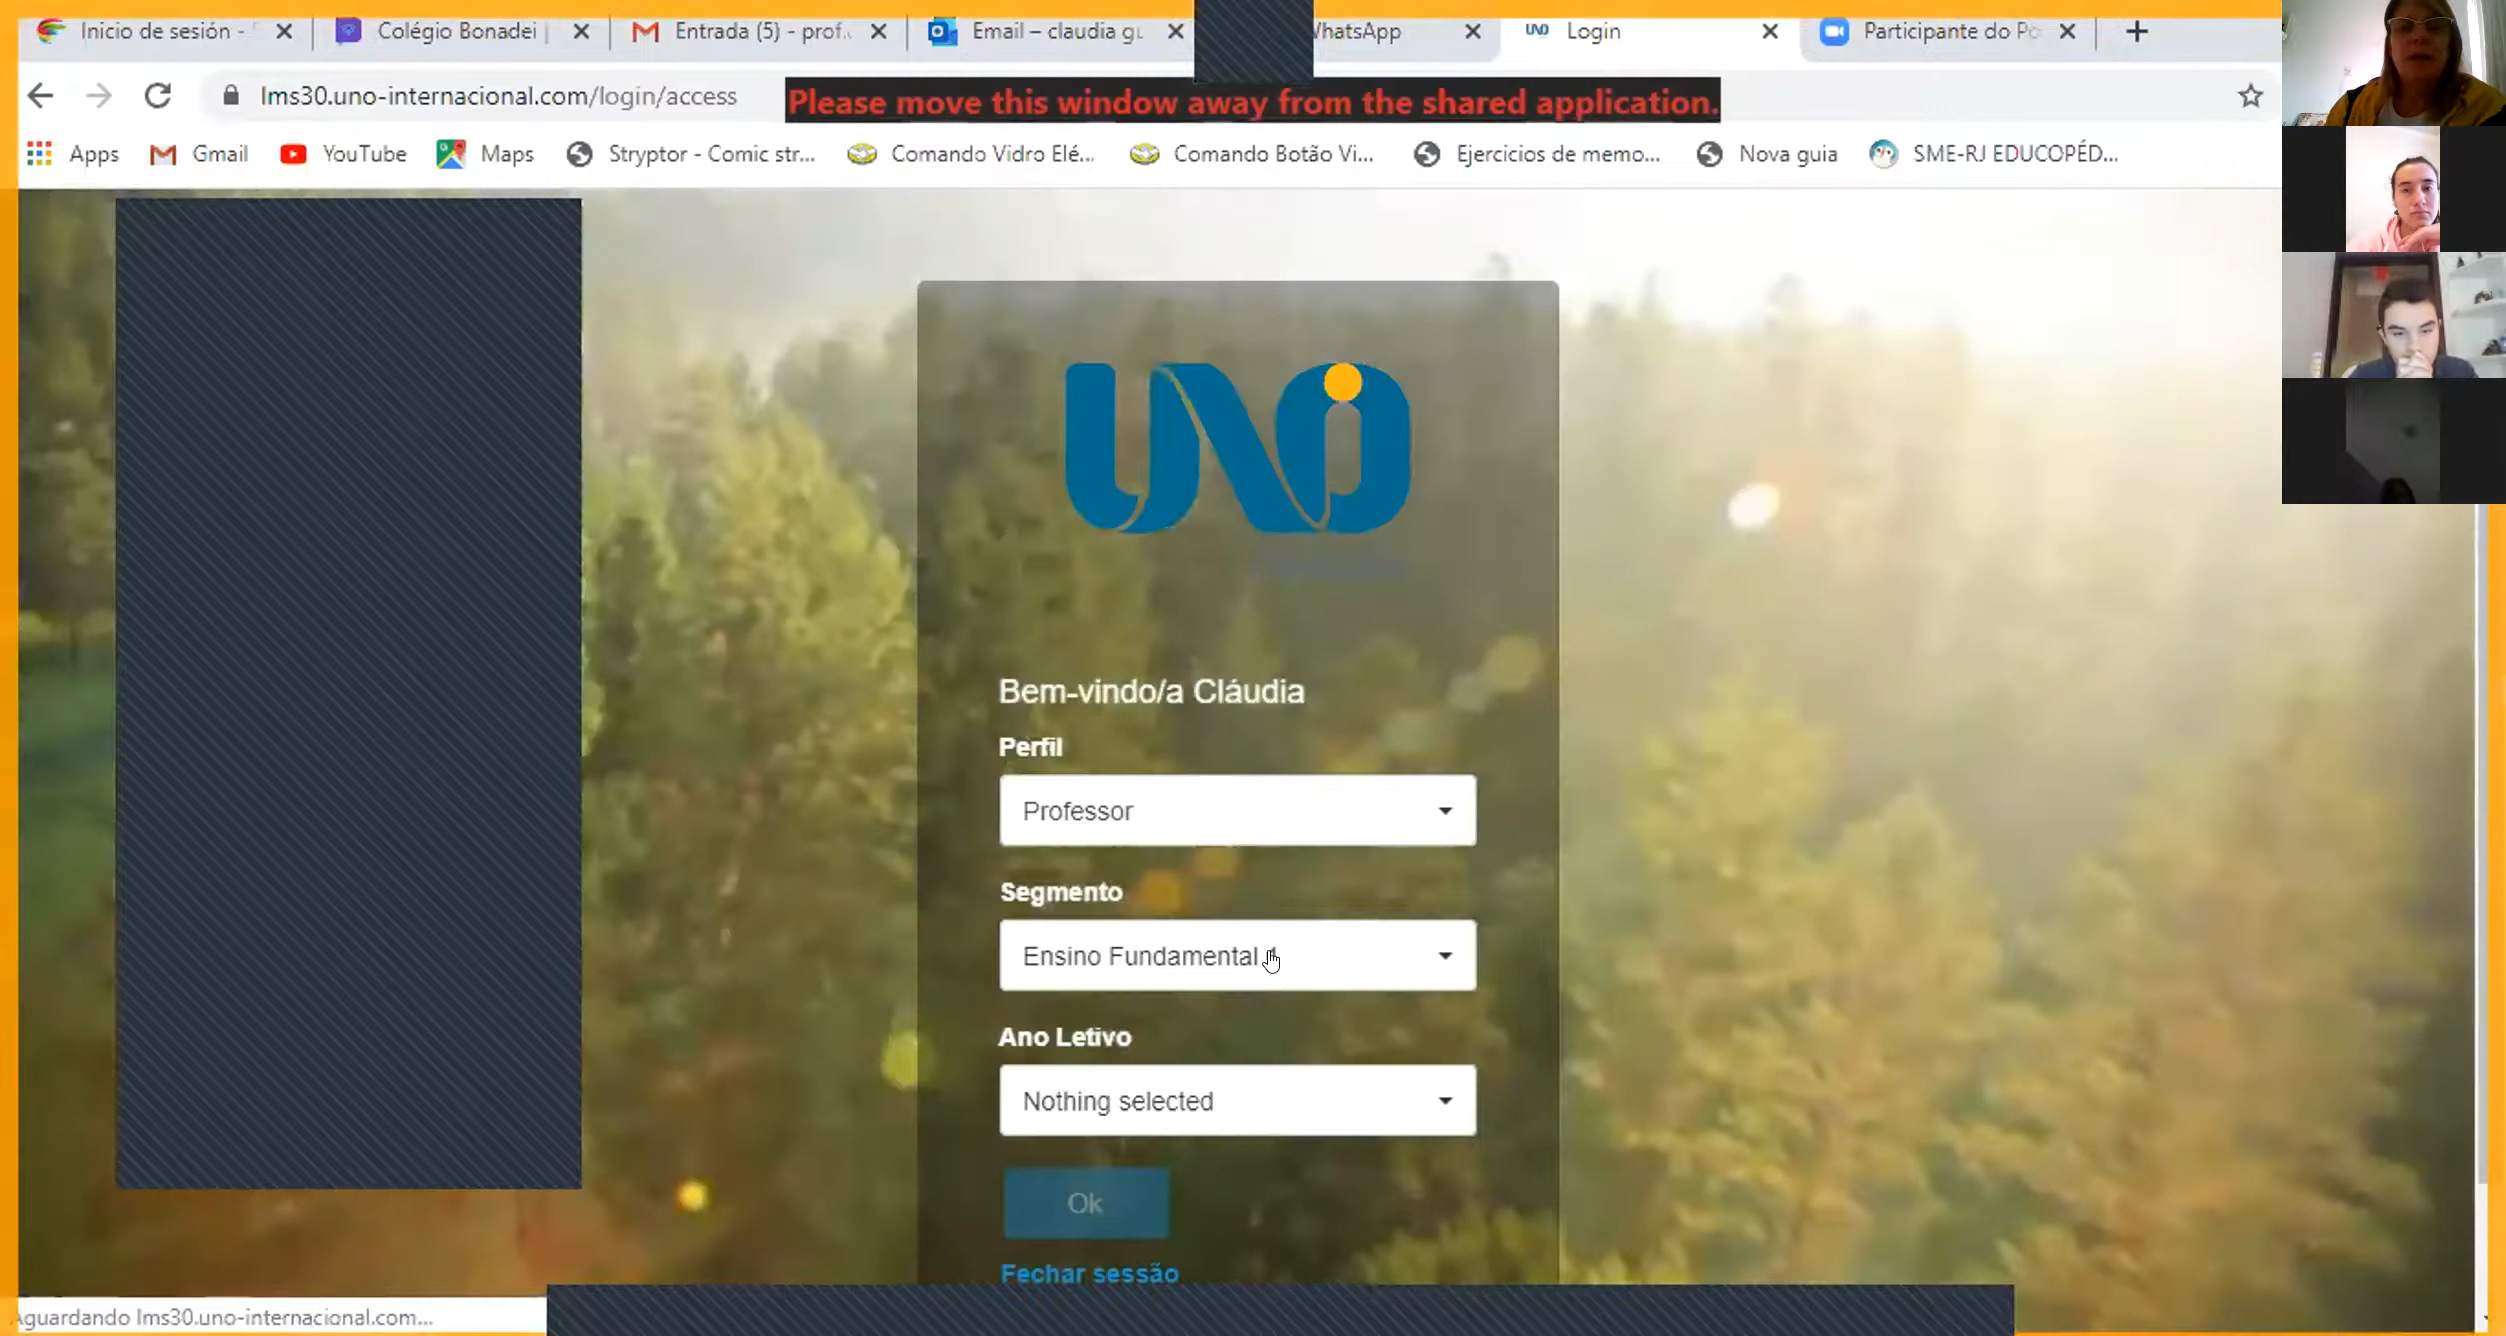 Inicio de sesión -
Colégio Bonadei
Entrada (5) - prof.
Email – claudia gu
WhatsApp
Login
Participante do Po
lms30.uno-internacional.com/login/access
Please move this window away from the shared application.
Apps
Gmail
YouTube
Maps
Stryptor - Comic str...
Comando Vidro Elé...
Comando Botão Vi...
Ejercicios de memo...
Nova guia
SME-RJ EDUCOPÉD...
UNO
Bem-vindo/a Cláudia
Perfil
Professor
Segmento
Ensino Fundamental
Ano Letivo
Nothing selected
Ok
Fechar sessão
Aguardando lms30.uno-internacional.com...